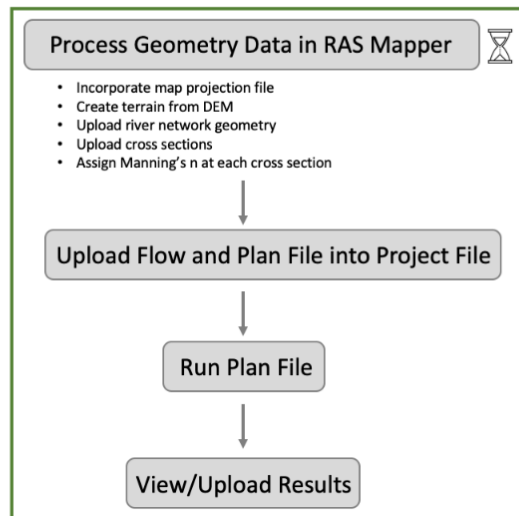 Process Geometry Data in RAS Mapper
• Incorporate map projection file
• Create terrain from DEM
• Upload river network geometry
• Upload cross sections
• Assign Manning's n at each cross section
Upload Flow and Plan File into Project File
Run Plan File
View/Upload Results